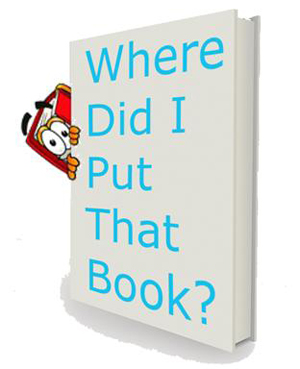 Where
Did I
Put
That
Book?